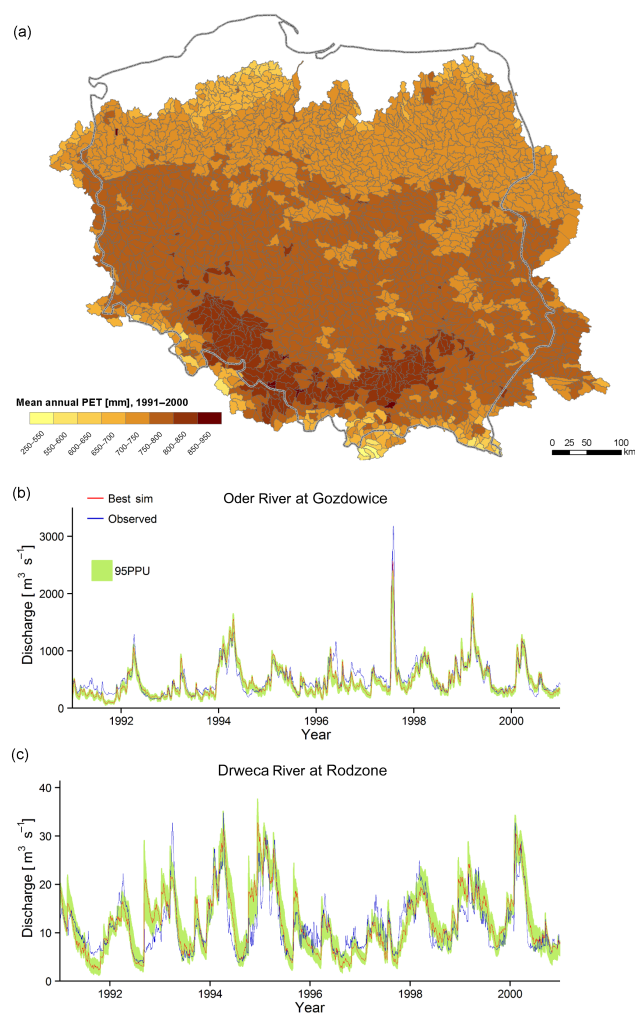 (a)
Mean annual PET [mm], 1991–2000
250–550 550–600 600–650 650–700 700–750 750–800 800–850 850–950
0 25 50 100
km
(b)
Oder River at Gozdowice
Best sim
Observed
95PPU
Discharge [ m³ s⁻¹]
3000
2000
1000
0
1992 1994 1996 1998 2000
Year
(c)
Drweca River at Rodzone
Discharge [ m³ s⁻¹]
40
30
20
10
0
1992 1994 1996 1998 2000
Year